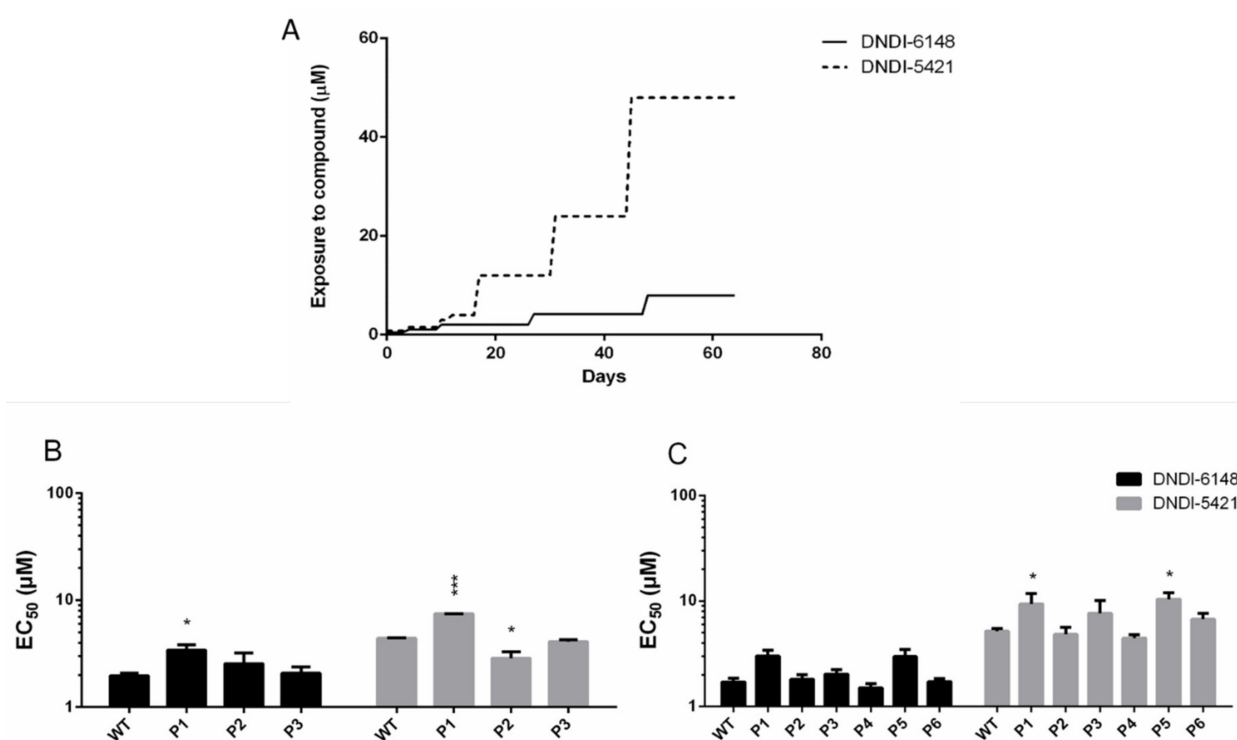 A
DNDI-6148
DNDI-5421
60
40
20
0
Exposure to compound (μM)
0 20 40 60 80
Days
B
100
10
1
EC50 (μM)
* *** *
WT P1 P2 P3 WT P1 P2 P3
C
DNDI-6148
DNDI-5421
100
10
1
EC50 (μM)
* *
WT P1 P2 P3 P4 P5 P6 WT P1 P2 P3 P4 P5 P6